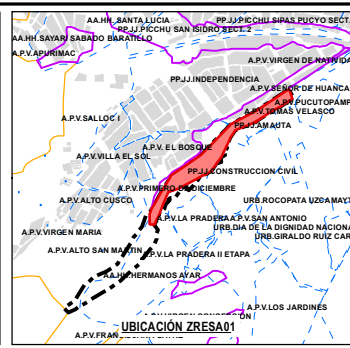 AA.HH. SANTA LUCIA
PP.JJ.PICCHU SIPAS PUCYO SECT.
PP.JJ.PICCHU SAN ISIDRO SECT. 2
AA.HH.SAYARI SABADO BARATILLO
A.P.V.APURIMAC
A.P.V.VIRGEN DE NATIVID
PP.JJ.INDEPENDENCIA
A.P.V.SEÑOR DE HUANCA
A.P.V.PUCUTOPAMP
A.P.V.TOMAS VELASCO
A.P.V.SALLOC I
PP.JJ.AMAUTA
A.P.V. EL BOSQUE
A.P.V.VILLA EL SOL
PP.JJ.CONSTRUCCION CIVIL
A.P.V.PRIMERO DE DICIEMBRE
A.P.V.ALTO CUSCO
URB.ROCOPATA UZCAMAYT
A.P.V.LA PRADERA
A.P.V.SAN ANTONIO
A.P.V.VIRGEN MARIA
URB.DIA DE LA DIGNIDAD NACIONA
URB.GIRALDO RUIZ CAR
A.P.V.ALTO SAN MARTIN
A.P.V.LA PRADERA II ETAPA
AA.HH.HERMANOS AYAR
A.P.V.LOS JARDINES
UBICACIÓN ZRESA01
A.P.V.FRAN